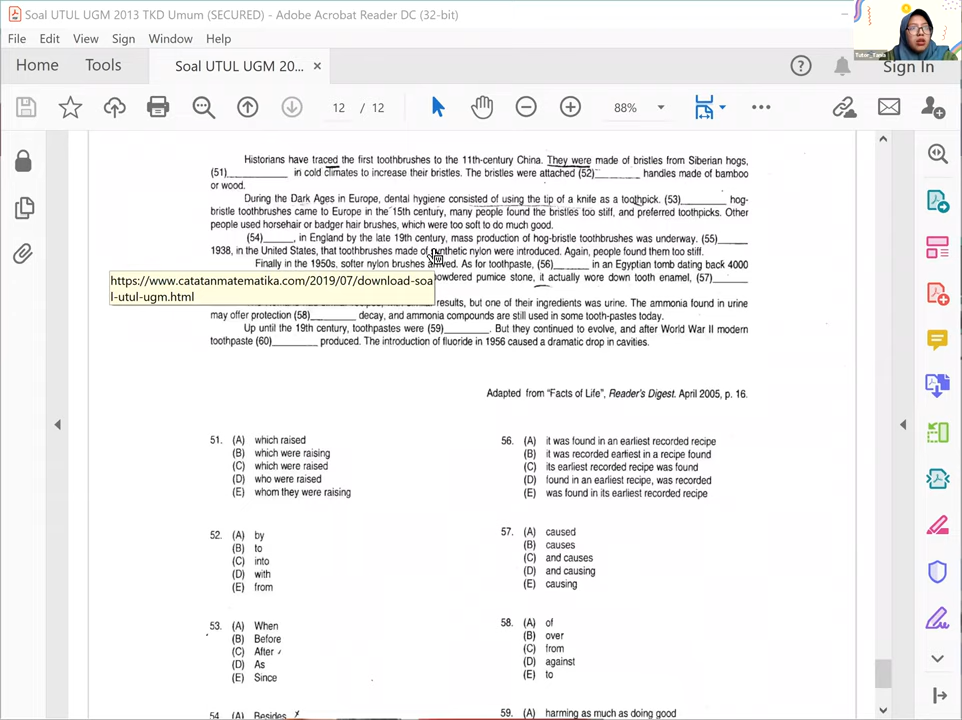 Soal UTUL UGM 2013 TKD Umum (SECURED) - Adobe Acrobat Reader DC (32-bit)
File Edit View Sign Window Help
Home Tools Soal UTUL UGM 20... × Sign In
12 / 12 88%
Historians have traced the first toothbrushes to the 11th-century China. They were made of bristles from Siberian hogs,
(51)____________ in cold climates to increase their bristles. The bristles were attached (52)________ handles made of bamboo
or wood.
During the Dark Ages in Europe, dental hygiene consisted of using the tip of a knife as a toothpick. (53)________ hog-
bristle toothbrushes came to Europe in the 15th century, many people found the bristles too stiff, and preferred toothpicks. Other
people used horsehair or badger hair brushes, which were too soft to do much good.
(54)______, in England by the late 19th century, mass production of hog-bristle toothbrushes was underway. (55)_____
1938, in the United States, that toothbrushes made of synthetic nylon were introduced. Again, people found them too stiff.
Finally in the 1950s, softer nylon brushes arrived. As for toothpaste, (56)______ in an Egyptian tomb dating back 4000
powdered pumice stone, it actually wore down tooth enamel, (57)______
https://www.catatanmatematika.com/2019/07/download-soa
l-utul-ugm.html
results, but one of their ingredients was urine. The ammonia found in urine
may offer protection (58)________ decay, and ammonia compounds are still used in some tooth-pastes today.
Up until the 19th century, toothpastes were (59)________. But they continued to evolve, and after World War II modern
toothpaste (60)________ produced. The introduction of fluoride in 1956 caused a dramatic drop in cavities.
Adapted from "Facts of Life", Reader's Digest. April 2005, p. 16.
51. (A) which raised
(B) which were raising
(C) which were raised
(D) who were raised
(E) whom they were raising
52. (A) by
(B) to
(C) into
(D) with
(E) from
53. (A) When
(B) Before
(C) After
(D) As
(E) Since
54. (A) Besides
56. (A) it was found in an earliest recorded recipe
(B) it was recorded earliest in a recipe found
(C) its earliest recorded recipe was found
(D) found in an earliest recipe, was recorded
(E) was found in its earliest recorded recipe
57. (A) caused
(B) causes
(C) and causes
(D) and causing
(E) causing
58. (A) of
(B) over
(C) from
(D) against
(E) to
59. (A) harming as much as doing good